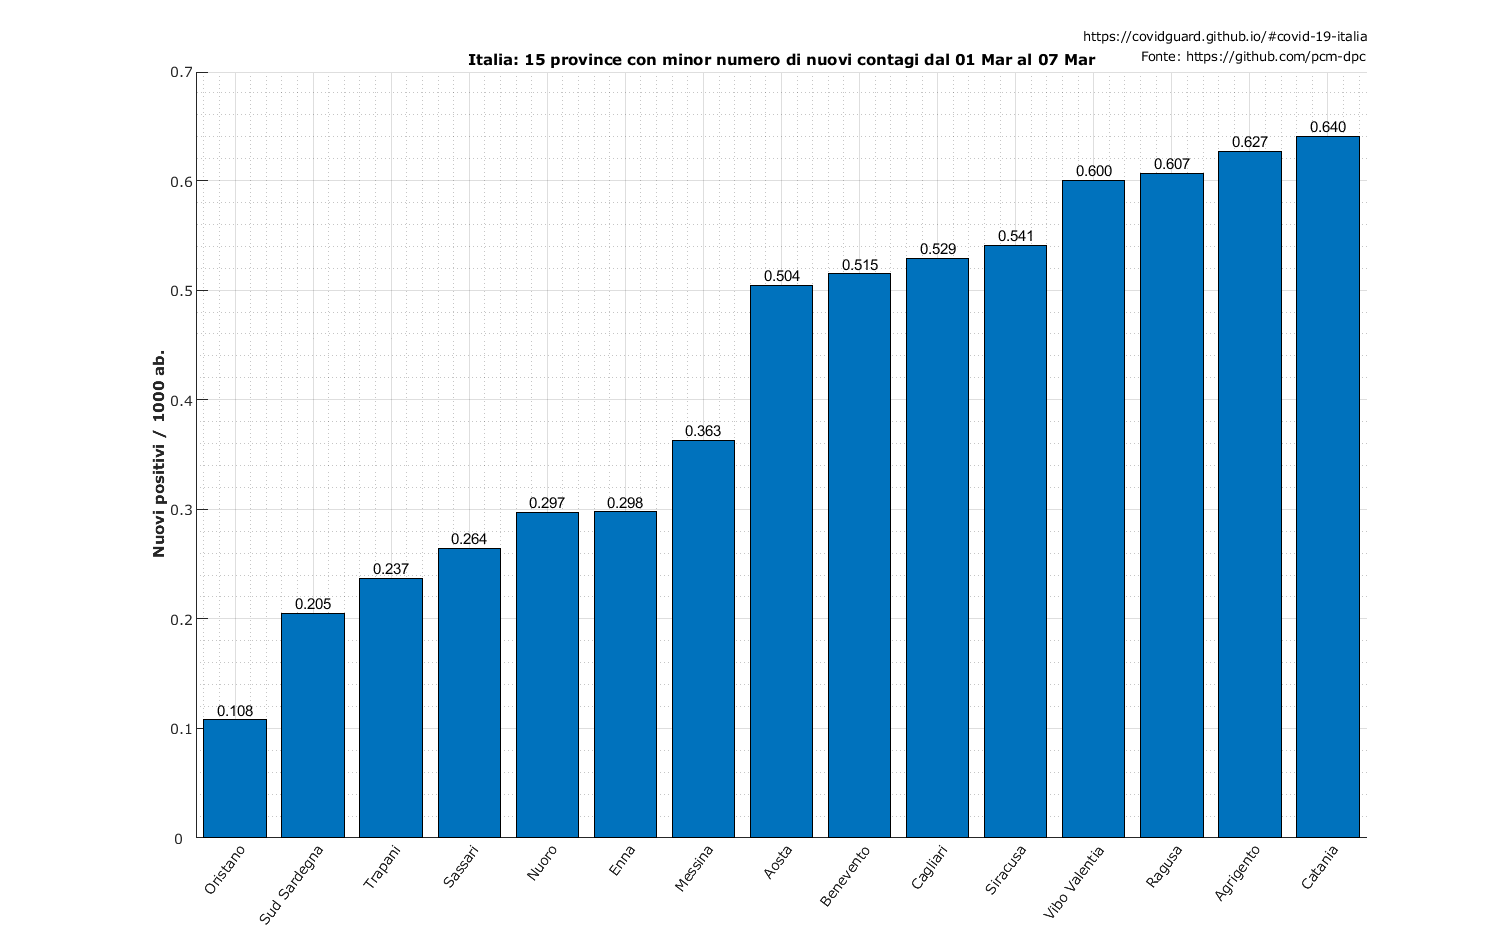 https://covidguard.github.io/#covid-19-italia
Fonte: https://github.com/pcm-dpc
Italia: 15 province con minor numero di nuovi contagi dal 01 Mar al 07 Mar
Nuovi positivi / 1000 ab.
0.7
0.6
0.5
0.4
0.3
0.2
0.1
0
0.108
0.205
0.237
0.264
0.297
0.298
0.363
0.504
0.515
0.529
0.541
0.600
0.607
0.627
0.640
Oristano
Sud Sardegna
Trapani
Sassari
Nuoro
Enna
Messina
Aosta
Benevento
Cagliari
Siracusa
Vibo Valentia
Ragusa
Agrigento
Catania